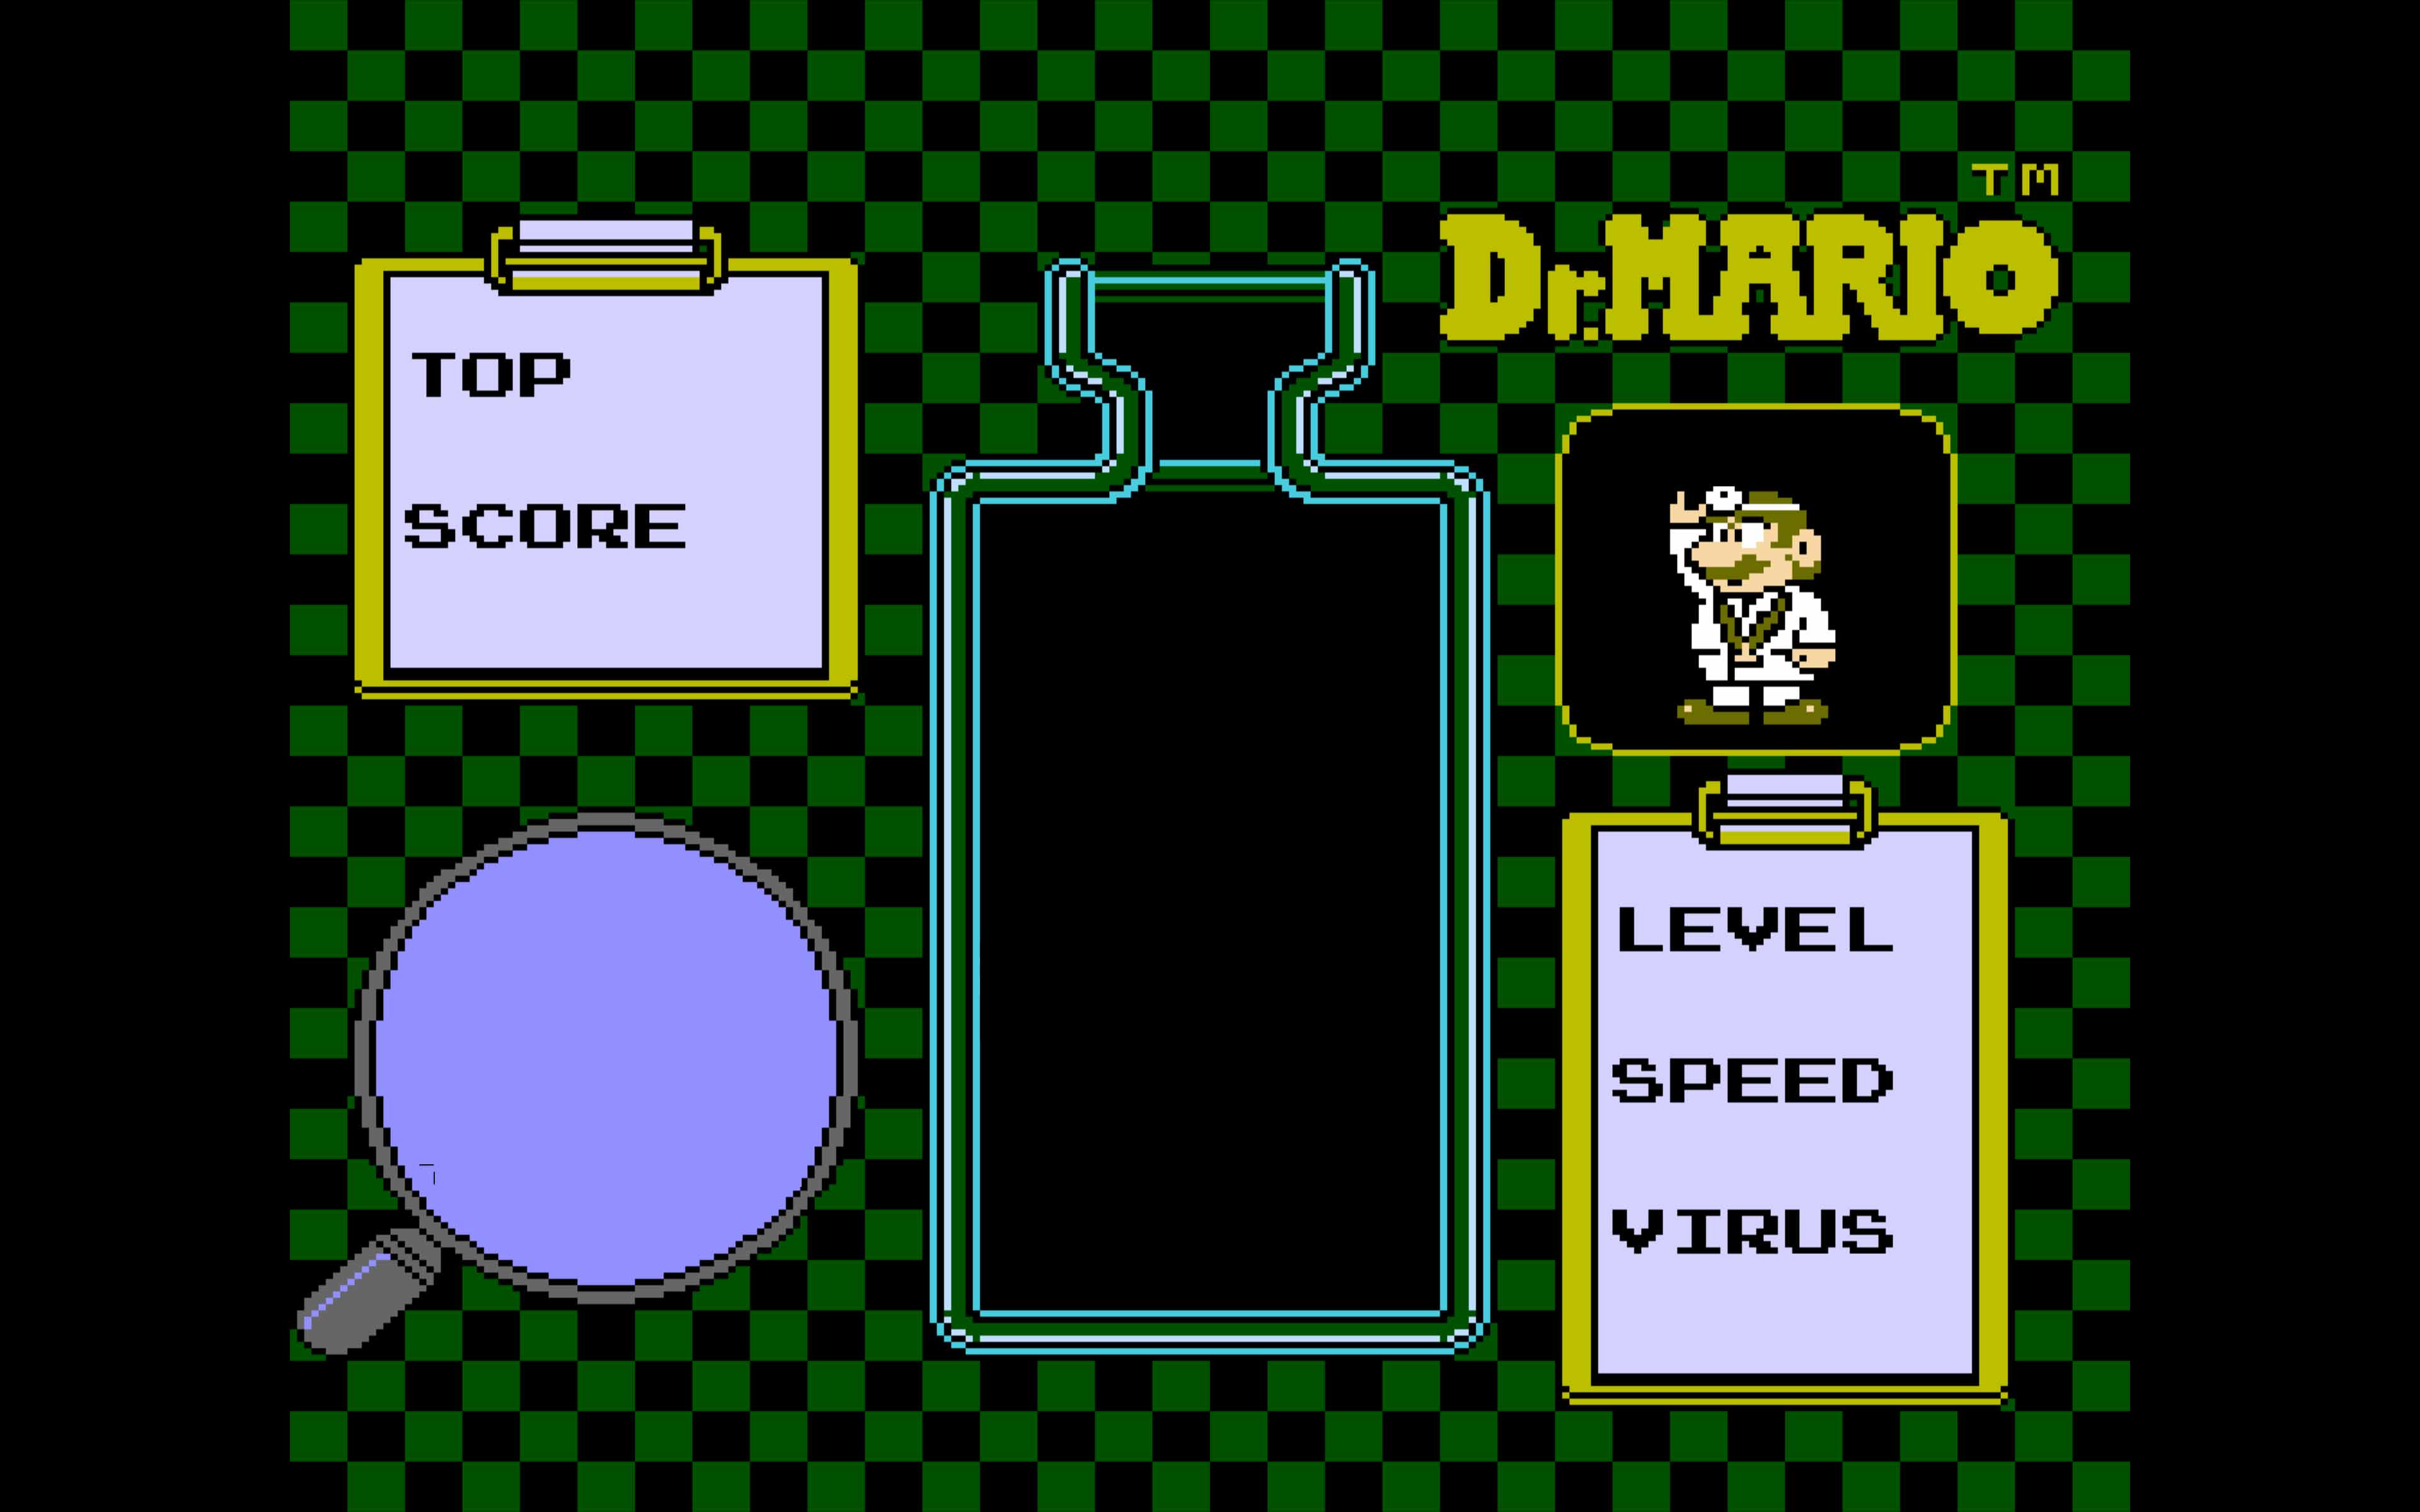 TM
Dr. MARIO
TOP
SCORE
LEVEL
SPEED
VIRUS